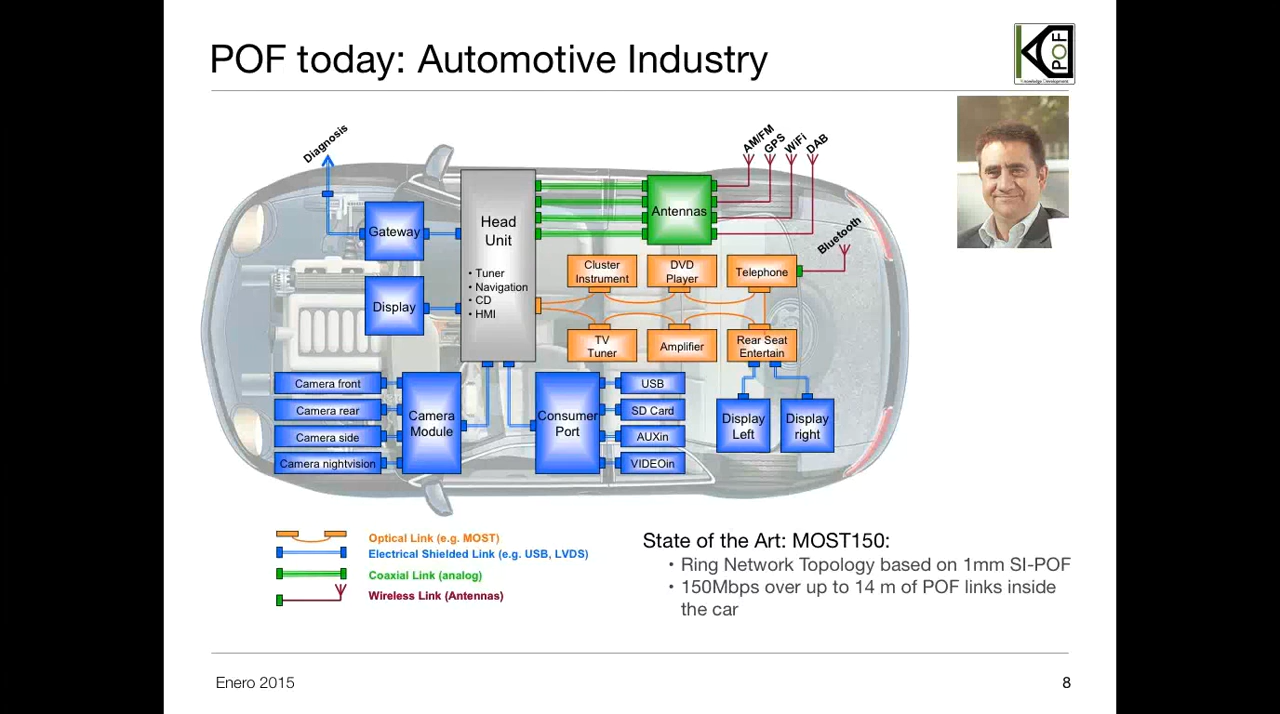 POF today: Automotive Industry
KD
POF
Knowledge Development
Diagnosis
AM/FM
GPS
WiFi
DAB
Bluetooth
Gateway
Head
Unit
• Tuner
• Navigation
• CD
• HMI
Antennas
Display
Cluster
Instrument
DVD
Player
Telephone
TV
Tuner
Amplifier
Rear Seat
Entertain
Camera front
Camera rear
Camera side
Camera nightvision
Camera
Module
Consumer
Port
USB
SD Card
AUXin
VIDEOin
Display
Left
Display
right
Optical Link (e.g. MOST)
Electrical Shielded Link (e.g. USB, LVDS)
Coaxial Link (analog)
Wireless Link (Antennas)
State of the Art: MOST150:
• Ring Network Topology based on 1mm SI-POF
• 150Mbps over up to 14 m of POF links inside
the car
Enero 2015
8